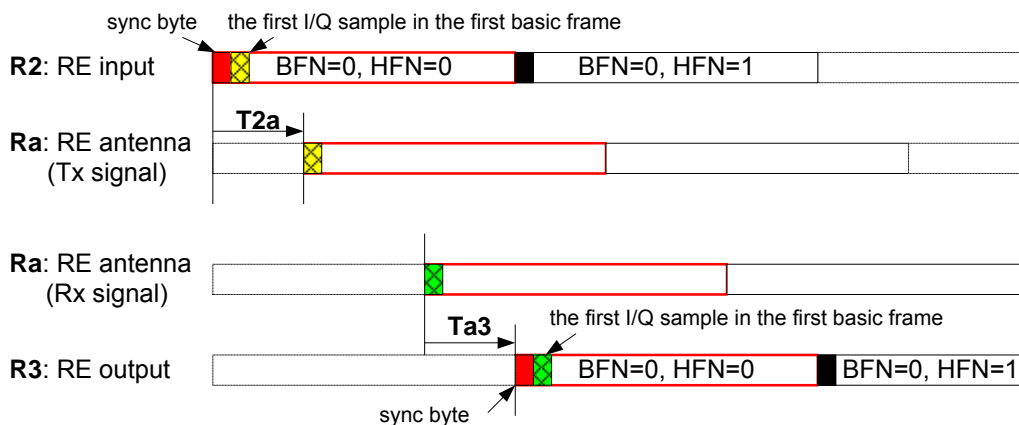 sync byte
the first I/Q sample in the first basic frame
R2: RE input
BFN=0, HFN=0
BFN=0, HFN=1
T2a
Ra: RE antenna
(Tx signal)
Ra: RE antenna
(Rx signal)
Ta3
the first I/Q sample in the first basic frame
R3: RE output
BFN=0, HFN=0
BFN=0, HFN=1
sync byte